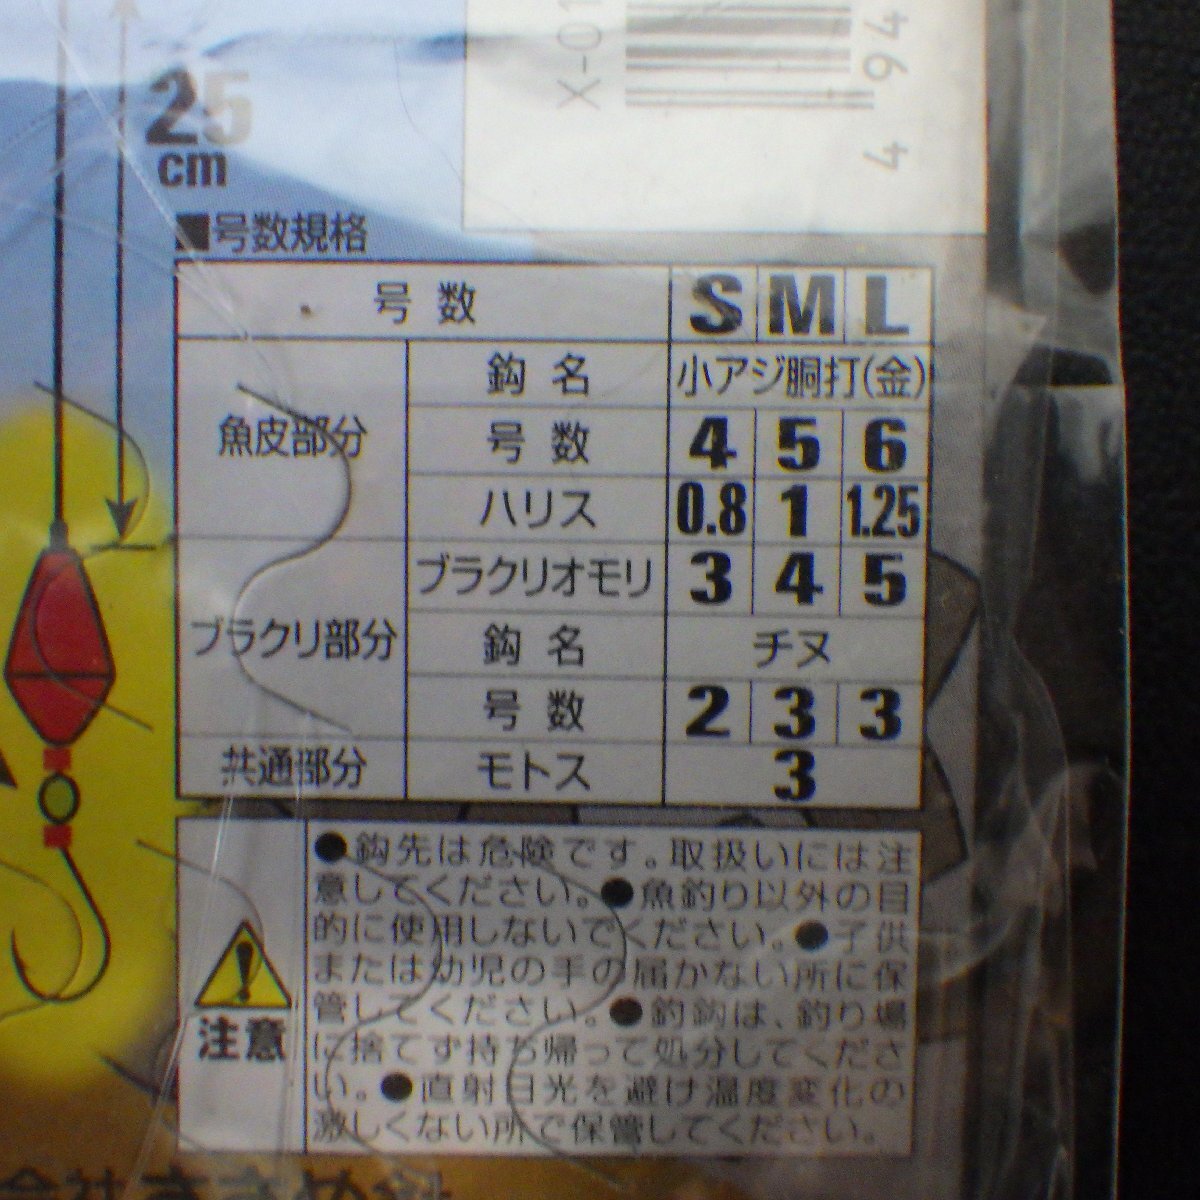 X-01
464
25
cm
■号数規格
号数 S M L
魚皮部分 鈎名 小アジ胴打(金)
号数 4 5 6
ハリス 0.8 1 1.25
ブラクリ部分 ブラクリオモリ 3 4 5
鈎名 チヌ
号数 2 3 3
共通部分 モトス 3
注意
●鈎先は危険です。取扱いには注
意してください。●魚釣り以外の目
的に使用しないでください。●子供
または幼児の手の届かない所に保
管してください。●釣鈎は、釣り場
に捨てず持ち帰って処分してくださ
い。●直射日光を避け温度変化の
激しくない所で保管してください。